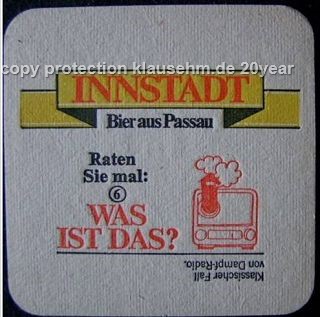 copy protection klausehm.de 20year
INNSTADT
Bier aus Passau
Raten
Sie mal:
6
WAS
IST DAS?
Klassischer Fall
von Dampf-Radio.